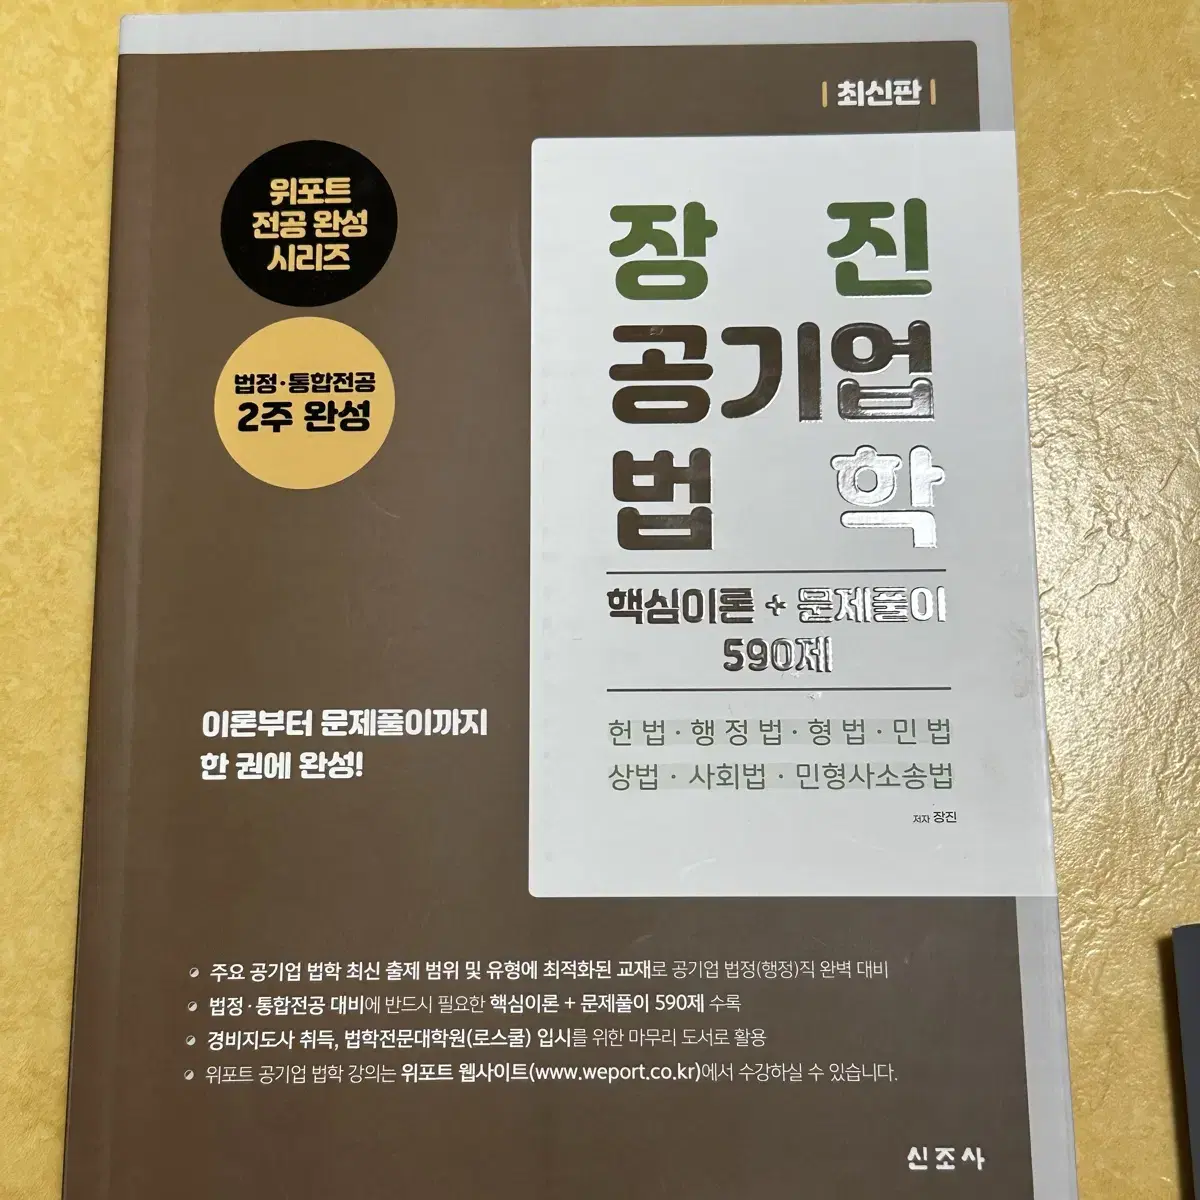 | 최신판 |
위포트
전공 완성
시리즈
법정·통합전공
2주 완성
장 진
공기업
법 학
핵심이론 + 문제풀이
590제
헌법·행정법·형법·민법
상법·사회법·민형사소송법
저자 장진
이론부터 문제풀이까지
한 권에 완성!
주요 공기업 법학 최신 출제 범위 및 유형에 최적화된 교재로 공기업 법정(행정)직 완벽 대비
법정·통합전공 대비에 반드시 필요한 핵심이론 + 문제풀이 590제 수록
경비지도사 취득, 법학전문대학원(로스쿨) 입시를 위한 마무리 도서로 활용
위포트 공기업 법학 강의는 위포트 웹사이트(www.weport.co.kr)에서 수강하실 수 있습니다.
신조사